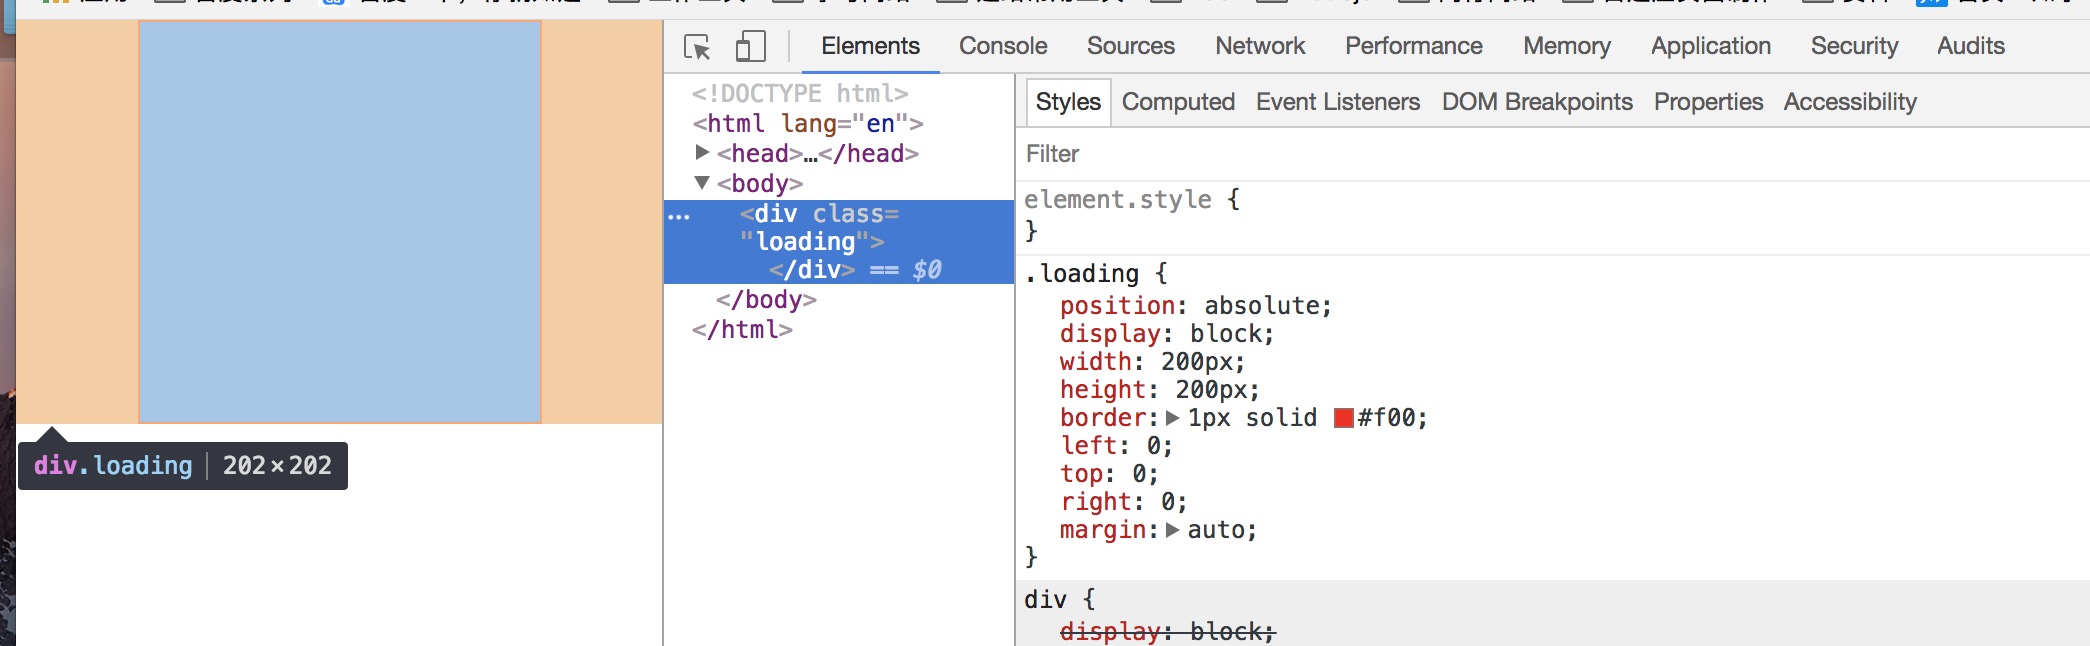 Elements Console Sources Network Performance Memory Application Security Audits
<!DOCTYPE html>
<html lang="en">
▶ <head>…</head>
▼ <body>
… <div class=
"loading">
</div> == $0
</body>
</html>
Styles Computed Event Listeners DOM Breakpoints Properties Accessibility
Filter
element.style {
}
.loading {
position: absolute;
display: block;
width: 200px;
height: 200px;
border: ▶ 1px solid #f00;
left: 0;
top: 0;
right: 0;
margin: ▶ auto;
}
div {
display: block;
div.loading | 202 × 202